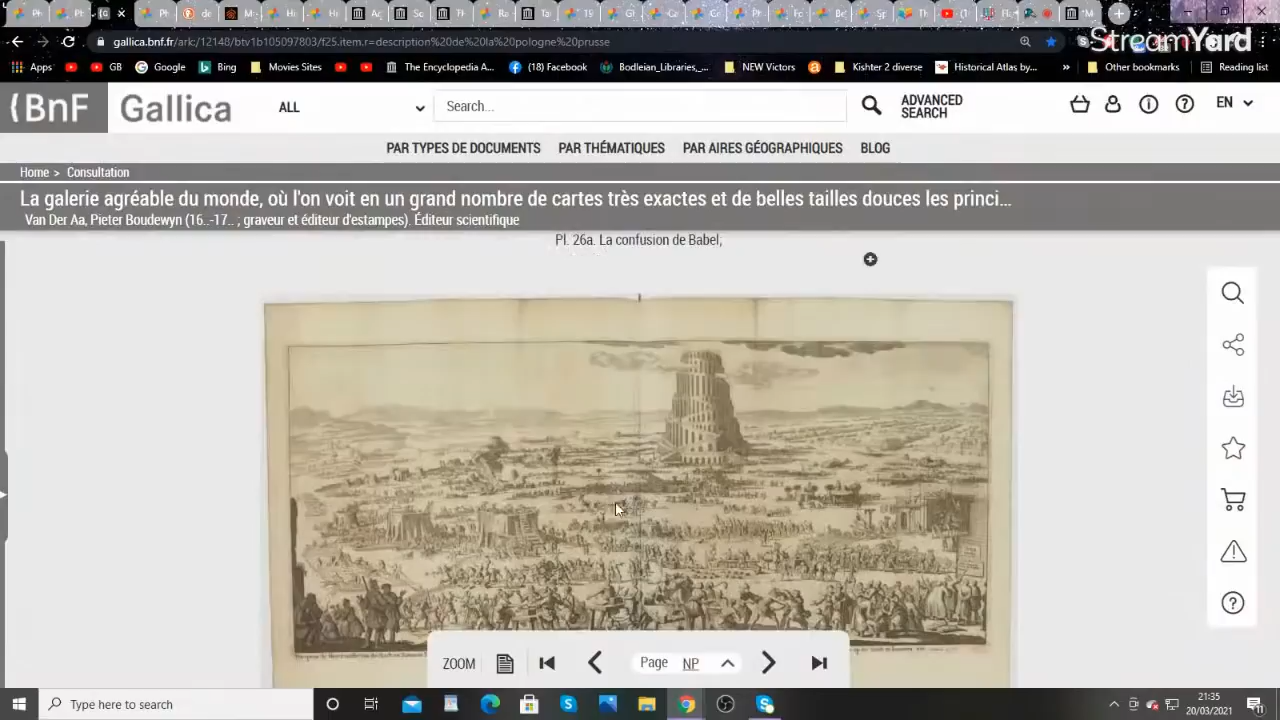 StreamYard
gallica.bnf.fr/ark:/12148/btv1b105097803/f25.item.r=description%20de%20la%20pologne%20prusse
Apps
GB
Google
Bing
Movies Sites
The Encyclopedia A...
(18) Facebook
Bodleian_Libraries,_...
NEW Victors
Kishter 2 diverse
Historical Atlas by...
»
Other bookmarks
Reading list
{BnF Gallica
ALL
Search...
ADVANCED
SEARCH
EN
PAR TYPES DE DOCUMENTS PAR THÉMATIQUES PAR AIRES GÉOGRAPHIQUES BLOG
Home > Consultation
La galerie agréable du monde, où l'on voit en un grand nombre de cartes très exactes et de belles tailles douces les princi...
Van Der Aa, Pieter Boudewyn (16..-17.. ; graveur et éditeur d'estampes). Éditeur scientifique
Pl. 26a. La confusion de Babel;
ZOOM
Page NP
Type here to search
21:35
20/03/2021
11